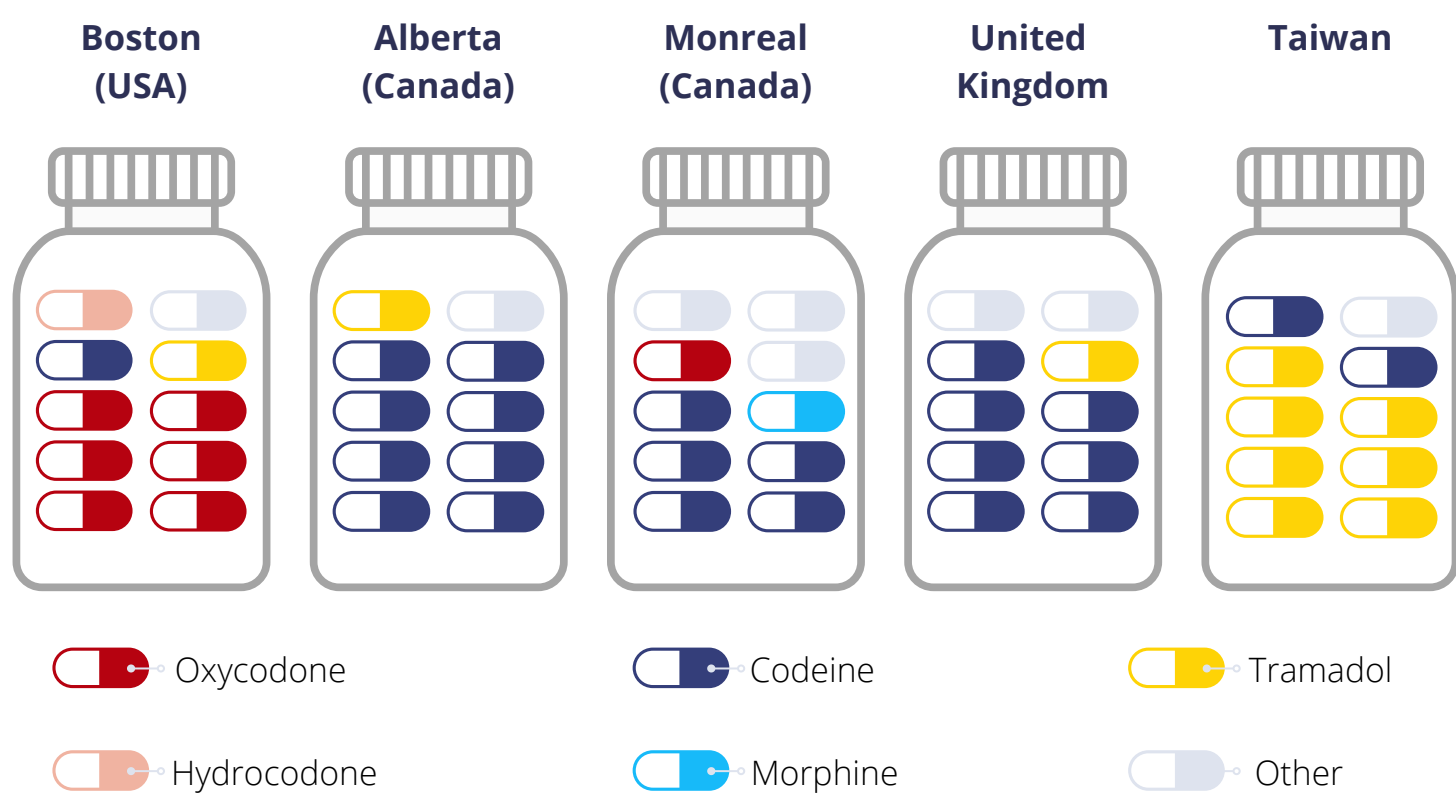 Boston
(USA)
Alberta
(Canada)
Monreal
(Canada)
United
Kingdom
Taiwan
Oxycodone
Codeine
Tramadol
Hydrocodone
Morphine
Other